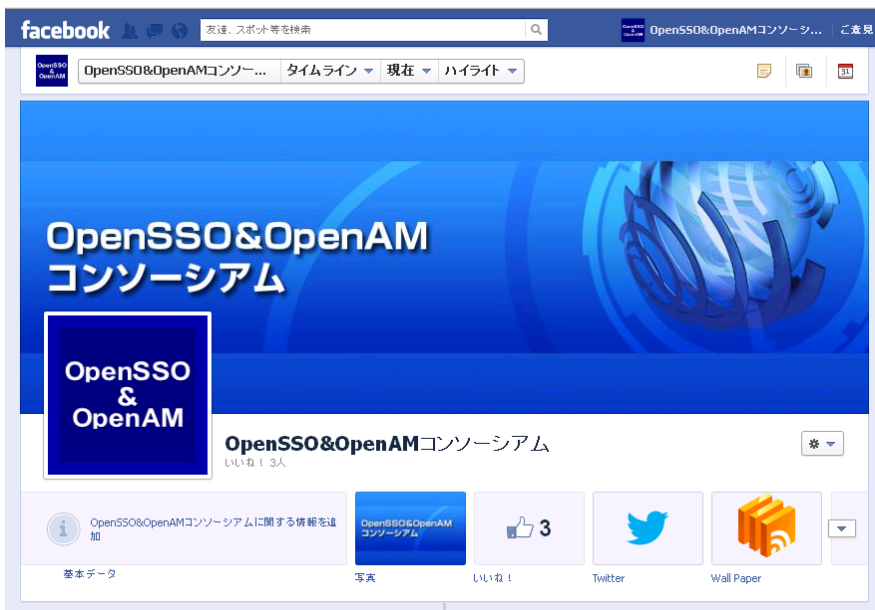 facebook
友達、スポット等を検索
OpenSSO & OpenAM
OpenSSO&OpenAMコンソーシ...
ご意見
OpenSSO & OpenAM
OpenSSO&OpenAMコンソー...
タイムライン
現在
ハイライト
31
OpenSSO&OpenAM
コンソーシアム
OpenSSO
&
OpenAM
OpenSSO&OpenAMコンソーシアム
いいね！3人
OpenSSO&OpenAMコンソーシアムに関する情報を追
加
OpenSSO&OpenAM
コンソーシアム
3
基本データ
写真
いいね！
Twitter
Wall Paper